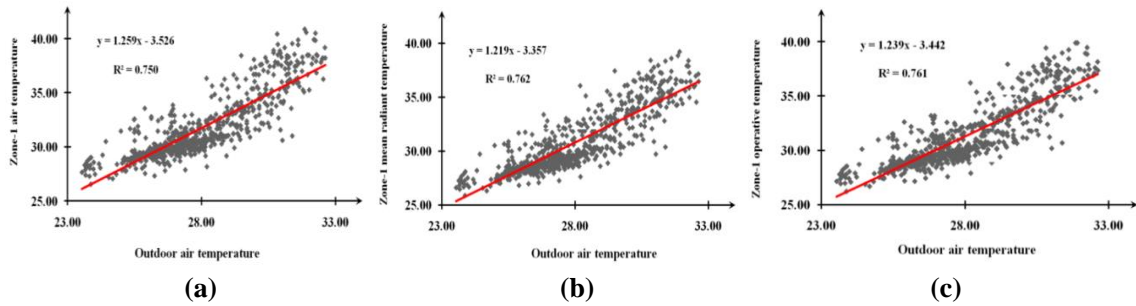 Zone-1 air temperature
y = 1.259x - 3.526
R² = 0.750
40.00
35.00
30.00
25.00
23.00 28.00 33.00
Outdoor air temperature
(a)
Zone-1 mean radiant temperature
y = 1.219x - 3.357
R² = 0.762
40.00
35.00
30.00
25.00
23.00 28.00 33.00
Outdoor air temperature
(b)
Zone-1 operative temperature
y = 1.239x - 3.442
R² = 0.761
40.00
35.00
30.00
25.00
23.00 28.00 33.00
Outdoor air temperature
(c)